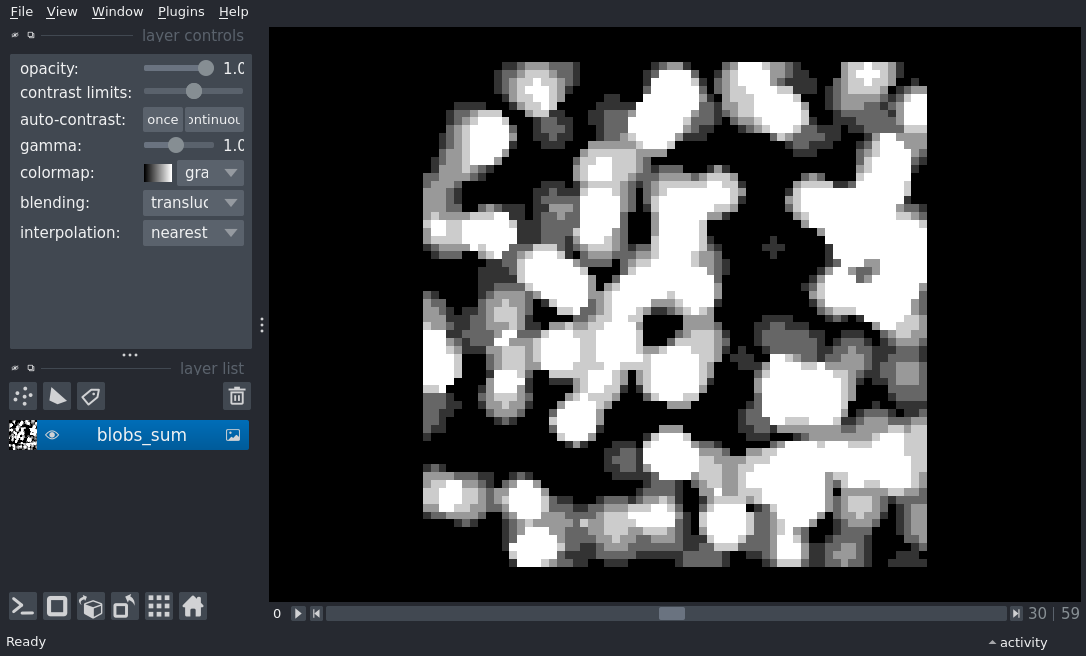 File View Window Plugins Help
layer controls
opacity: 1.0
contrast limits:
auto-contrast: once ontinuou
gamma: 1.0
colormap: gra
blending: transluc
interpolation: nearest
layer list
blobs_sum
0 30 | 59
Ready activity